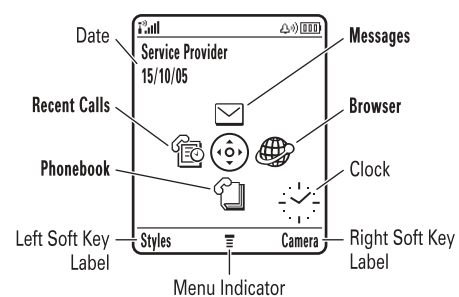 Date
Service Provider
15/10/05
Messages
Recent Calls
Browser
Phonebook
Clock
Left Soft Key
Label
Styles
Camera
Right Soft Key
Label
Menu Indicator